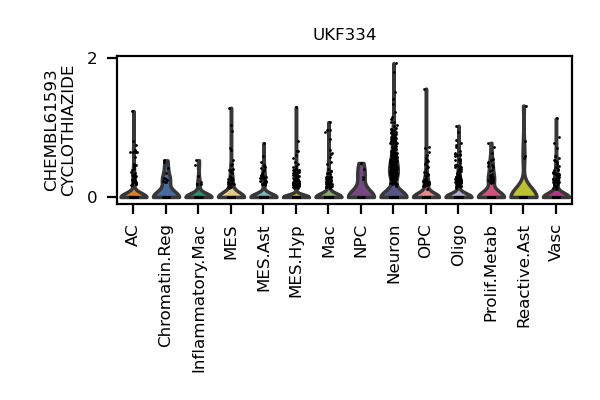 UKF334
CHEMBL61593
CYCLOTHIAZIDE
2
0
AC
Chromatin.Reg
Inflammatory.Mac
MES
MES.Ast
MES.Hyp
Mac
NPC
Neuron
OPC
Oligo
Prolif.Metab
Reactive.Ast
Vasc